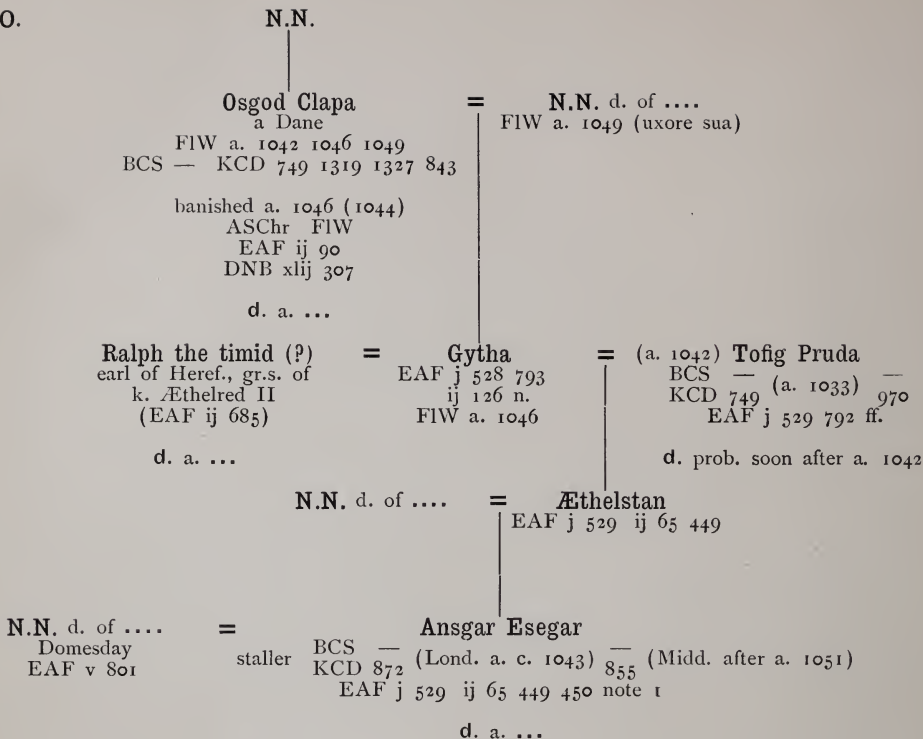 O.
N.N.
Osgod Clapa = N.N. d. of ....
a Dane
FlW a. 1049 (uxore sua)
FlW a. 1042 1046 1049
BCS — KCD 749 1319 1327 843
banished a. 1046 (1044)
ASChr FlW
EAF ij 90
DNB xlij 307
d. a. ...
Ralph the timid (?) = Gytha = (a. 1042) Tofig Pruda
earl of Heref., gr.s. of
k. Æthelred II
(EAF ij 685)
d. a. ...
EAF j 528 793
ij 126 n.
FlW a. 1046
BCS — (a. 1033) —
KCD 749 970
EAF j 529 792 ff.
d. prob. soon after a. 1042
N.N. d. of .... = Æthelstan
EAF j 529 ij 65 449
N.N. d. of .... = Ansgar Esegar
Domesday
EAF v 801
staller BCS — (Lond. a. c. 1043) — (Midd. after a. 1051)
KCD 872 855
EAF j 529 ij 65 449 450 note 1
d. a. ...